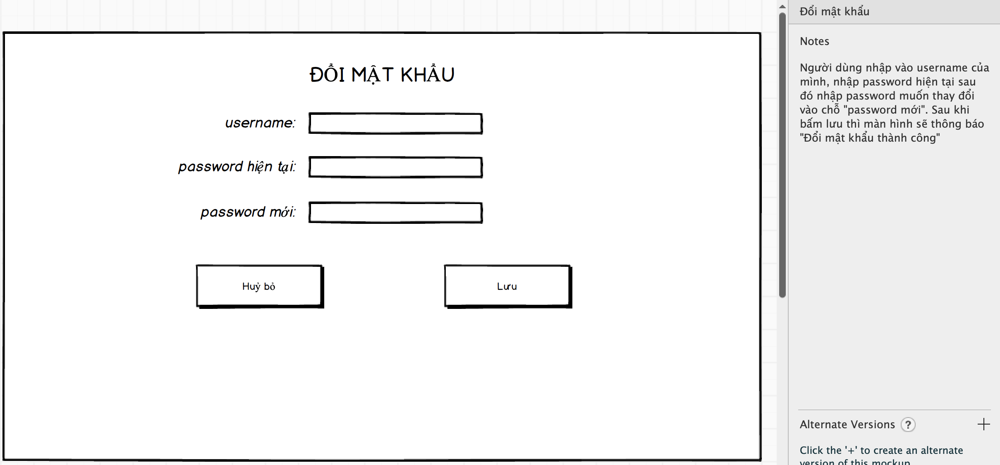 ĐỔI MẬT KHẨU
username:
password hiện tại:
password mới:
Huỷ bỏ
Lưu
Đổi mật khẩu
Notes
Người dùng nhập vào username của
mình, nhập password hiện tại sau
đó nhập password muốn thay đổi
vào chỗ "password mới". Sau khi
bấm lưu thì màn hình sẽ thông báo
"Đổi mật khẩu thành công"
Alternate Versions ?
Click the '+' to create an alternate
version of this mockup